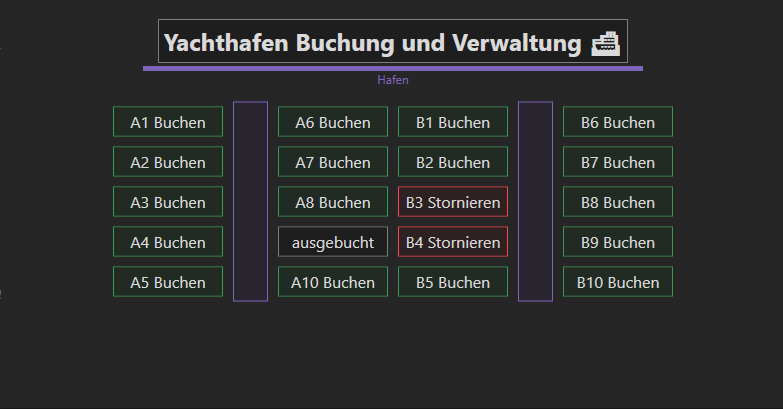 Yachthafen Buchung und Verwaltung 🛳
Hafen
A1 Buchen A6 Buchen B1 Buchen B6 Buchen
A2 Buchen A7 Buchen B2 Buchen B7 Buchen
A3 Buchen A8 Buchen B3 Stornieren B8 Buchen
A4 Buchen ausgebucht B4 Stornieren B9 Buchen
A5 Buchen A10 Buchen B5 Buchen B10 Buchen